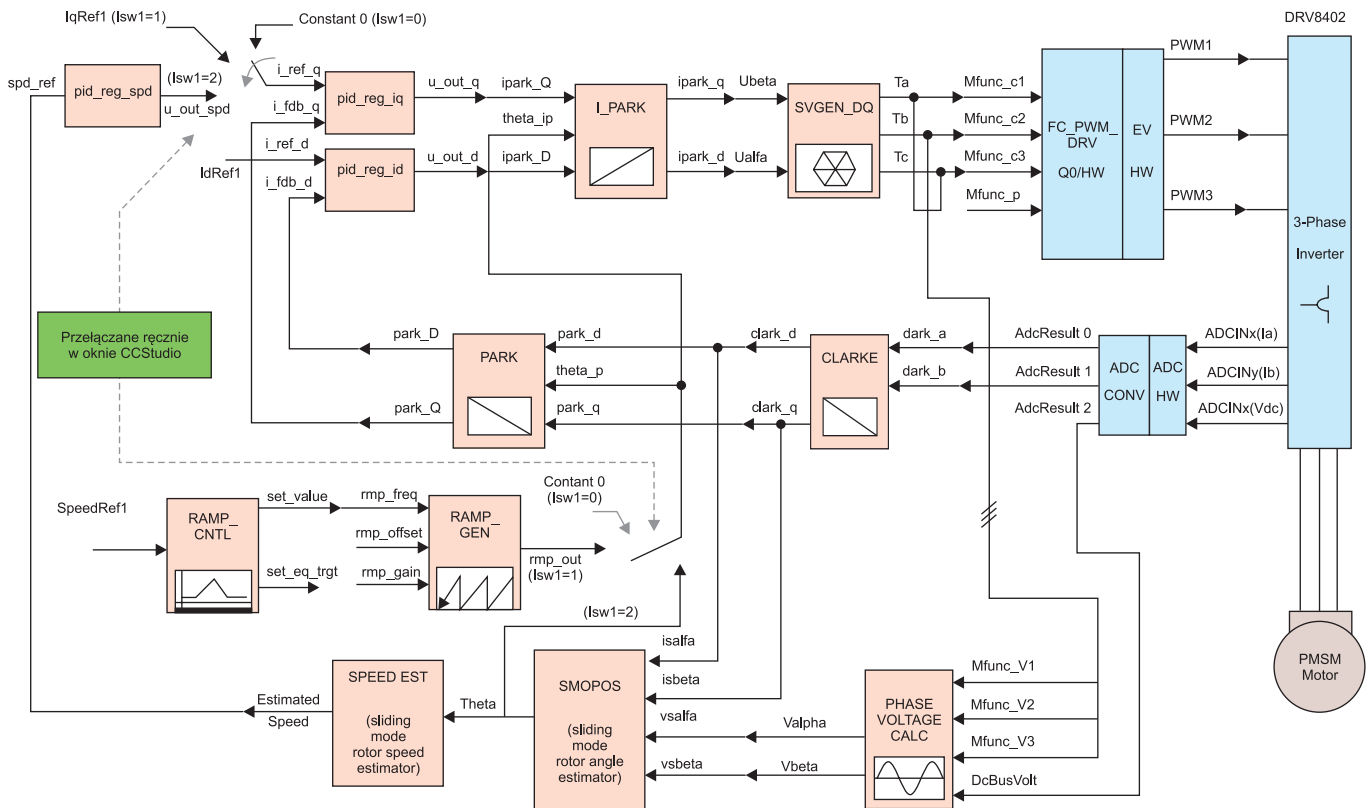 IqRef1 (Isw1=1)
Constant 0 (Isw1=0)
DRV8402
spd_ref
pid_reg_spd
(Isw1=2)
u_out_spd
i_ref_q
i_fdb_q
pid_reg_iq
u_out_q
ipark_Q
theta_ip
ipark_D
I_PARK
ipark_q
Ubeta
ipark_d
Ualfa
SVGEN_DQ
Ta
Tb
Tc
Mfunc_c1
Mfunc_c2
Mfunc_c3
Mfunc_p
FC_PWM_
DRV
Q0/HW
EV
HW
PWM1
PWM2
PWM3
3-Phase
Inverter
i_ref_d
IdRef1
i_fdb_d
pid_reg_id
u_out_d
Przełączane ręcznie
w oknie CCStudio
park_D
park_Q
PARK
park_d
theta_p
park_q
clark_d
clark_q
CLARKE
dark_a
dark_b
AdcResult 0
AdcResult 1
AdcResult 2
ADC
CONV
ADC
HW
ADCINx(Ia)
ADCINy(Ib)
ADCINx(Vdc)
SpeedRef1
RAMP_
CNTL
set_value
set_eq_trgt
rmp_freq
rmp_offset
rmp_gain
RAMP_
GEN
rmp_out
(Isw1=1)
Contant 0
(Isw1=0)
(Isw1=2)
PMSM
Motor
Estimated
Speed
SPEED EST
(sliding
mode
rotor speed
estimator)
Theta
SMOPOS
(sliding
mode
rotor angle
estimator)
isalfa
isbeta
vsalfa
vsbeta
Valpha
Vbeta
PHASE
VOLTAGE
CALC
Mfunc_V1
Mfunc_V2
Mfunc_V3
DcBusVolt